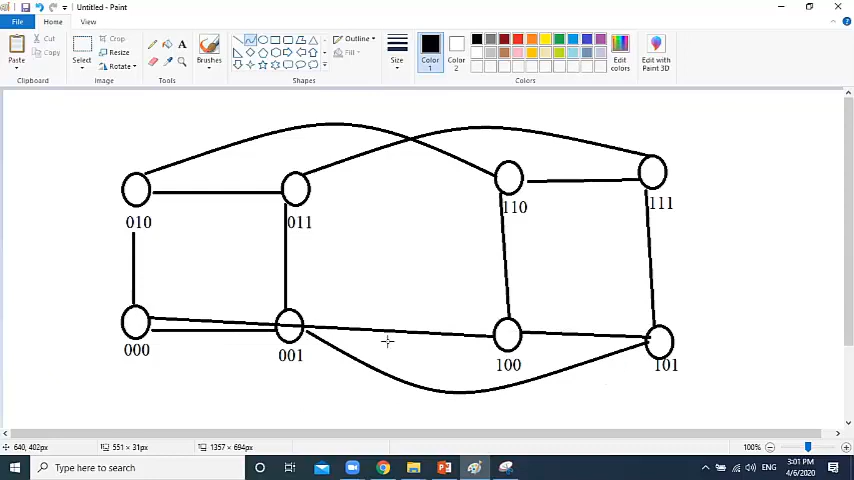 Untitled - Paint
File Home View
Paste
Cut
Copy
Clipboard
Select
Crop
Resize
Rotate
Image
A
Tools
Brushes
Outline
Fill
Shapes
Size
Color 1
Color 2
Edit colors
Edit with Paint 3D
Colors
010
011
110
111
000
001
100
101
640, 402px
551 × 31px
1357 × 694px
100%
Type here to search
ENG
3:01 PM
4/6/2020